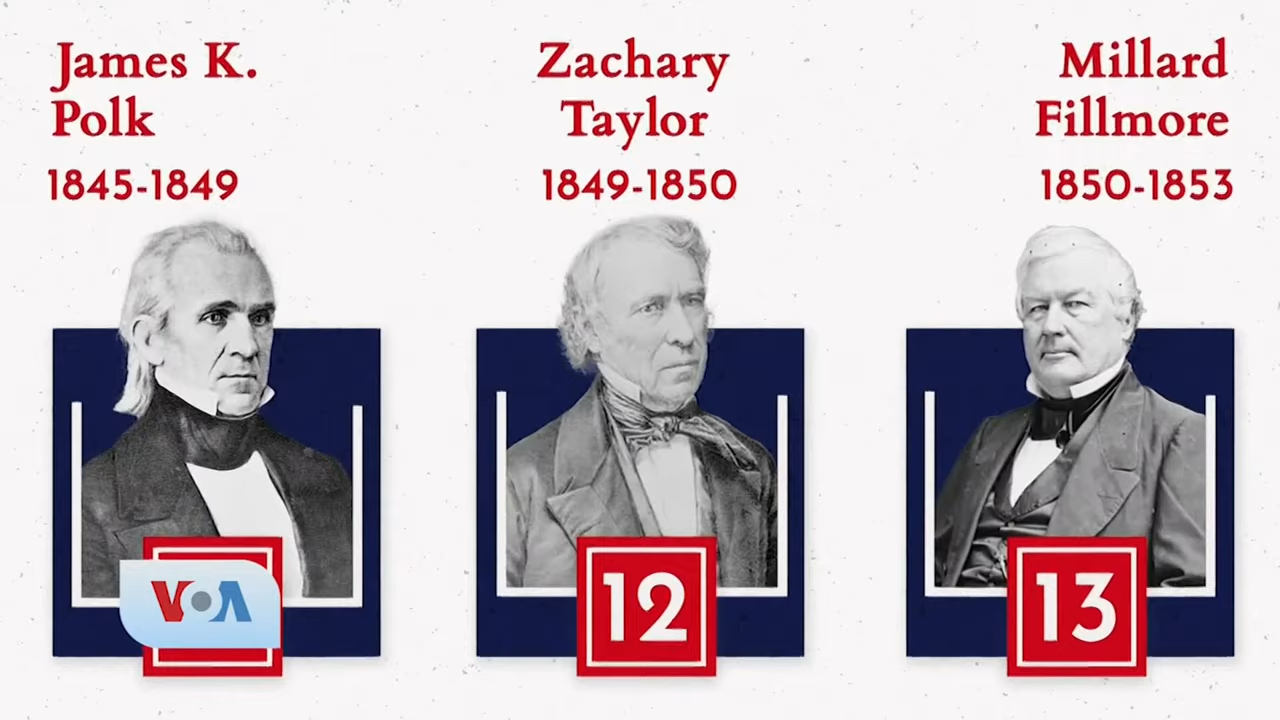 James K.
Polk
1845-1849
Zachary
Taylor
1849-1850
Millard
Fillmore
1850-1853
VOA
12
13